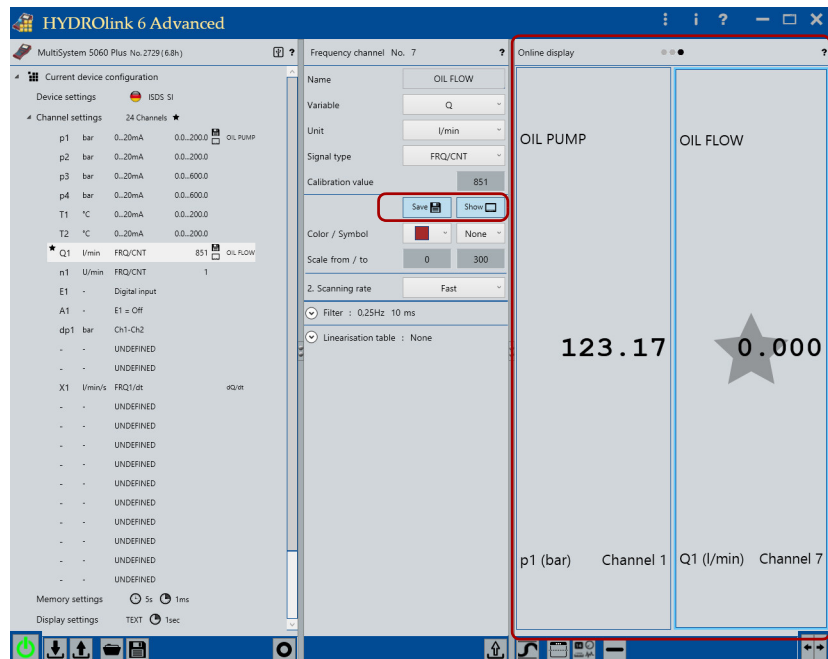 HYDROlink 6 Advanced
MultiSystem 5060 Plus No. 2729 (6.8h) ?
Current device configuration
Device settings ISDS SI
Channel settings 24 Channels
p1 bar 0...20mA 0.0...200.0 OIL PUMP
p2 bar 0...20mA 0.0...200.0
p3 bar 0...20mA 0.0...600.0
p4 bar 0...20mA 0.0...600.0
T1 °C 0...20mA 0.0...200.0
T2 °C 0...20mA 0.0...200.0
Q1 l/min FRQ/CNT 851 OIL FLOW
n1 U/min FRQ/CNT 1
E1 - Digital input
A1 - E1 = Off
dp1 bar Ch1-Ch2
- - UNDEFINED
- - UNDEFINED
X1 l/min/s FRQ1/dt dQ/dt
- - UNDEFINED
- - UNDEFINED
- - UNDEFINED
- - UNDEFINED
- - UNDEFINED
- - UNDEFINED
- - UNDEFINED
- - UNDEFINED
- - UNDEFINED
- - UNDEFINED
Memory settings 5s 1ms
Display settings TEXT 1sec
Frequency channel No. 7 ?
Name OIL FLOW
Variable Q
Unit l/min
Signal type FRQ/CNT
Calibration value 851
Save Show
Color / Symbol None
Scale from / to 0 300
2. Scanning rate Fast
Filter : 0.25Hz 10 ms
Linearisation table : None
Online display ?
OIL PUMP
123.17
p1 (bar) Channel 1
OIL FLOW
0.000
Q1 (l/min) Channel 7